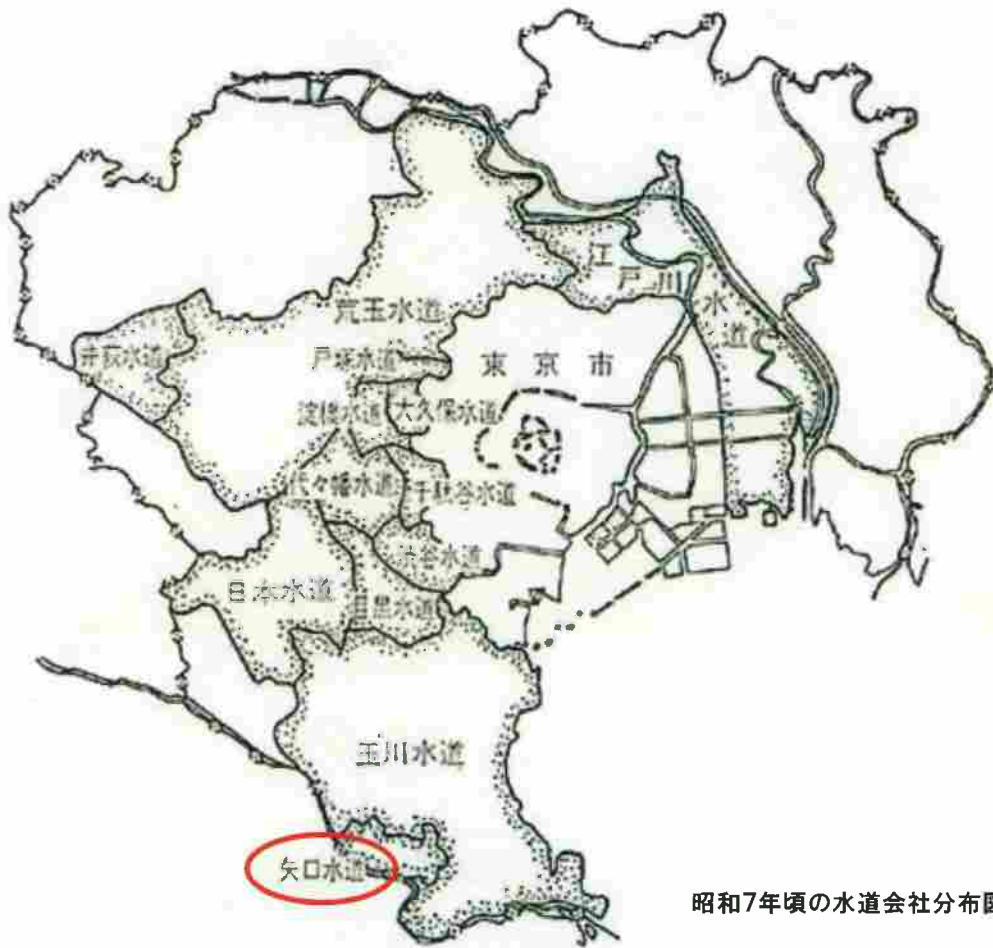 江戸川水道
荒玉水道
井荻水道
戸塚水道
東京市
淀橋水道
大久保水道
代々幡水道
千駄谷水道
渋谷水道
日本水道
目黒水道
玉川水道
矢口水道
昭和7年頃の水道会社分布図